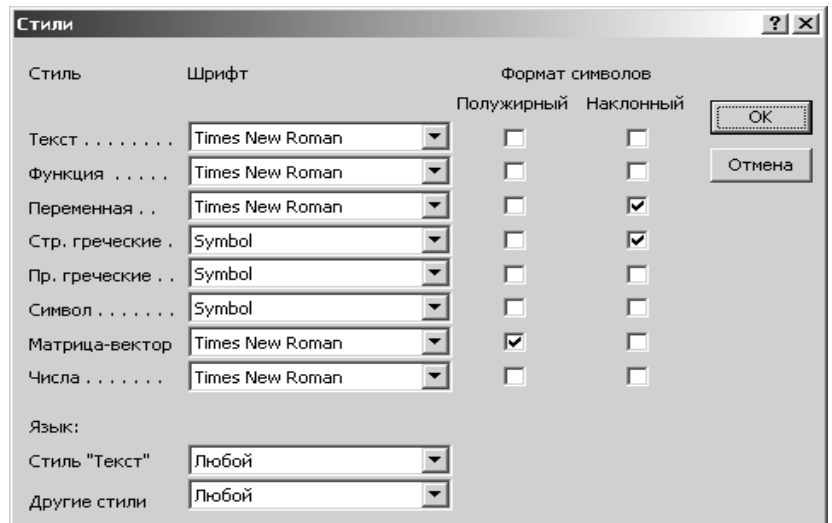 Стили
Стиль Шрифт Формат символов
Полужирный Наклонный
OK
Текст . . . . . . . . Times New Roman
Отмена
Функция . . . . . Times New Roman
Переменная . . Times New Roman
Стр. греческие . Symbol
Пр. греческие . . Symbol
Символ . . . . . . . Symbol
Матрица-вектор Times New Roman
Числа . . . . . . . Times New Roman
Язык:
Стиль "Текст" Любой
Другие стили Любой